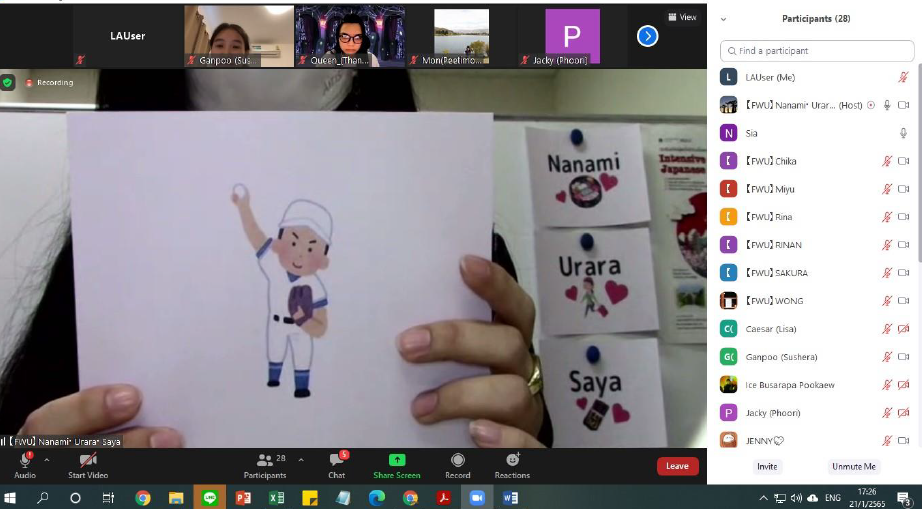 LAUser
Ganpoo (Sus...
Queen_(Than...
P
Jacky (Phoori)
View
Recording
Nanami
Urara
Saya
Intensive
Japanese
【FWU】Nanami・Urara・Saya
Audio
Start Video
28
Participants
5
Chat
Share Screen
Record
Reactions
Leave
Participants (28)
Find a participant
L
LAUser (Me)
【FWU】Nanami・Urar... (Host)
N
Sia
【FWU】Chika
【FWU】Miyu
【FWU】Rina
【FWU】RINAN
【FWU】SAKURA
【FWU】WONG
C(
Caesar (Lisa)
G(
Ganpoo (Sushera)
Ice Busarapa Pookaew
P
Jacky (Phoori)
JENNY♡
Invite
Unmute Me
ENG
17:26
21/1/2565
3